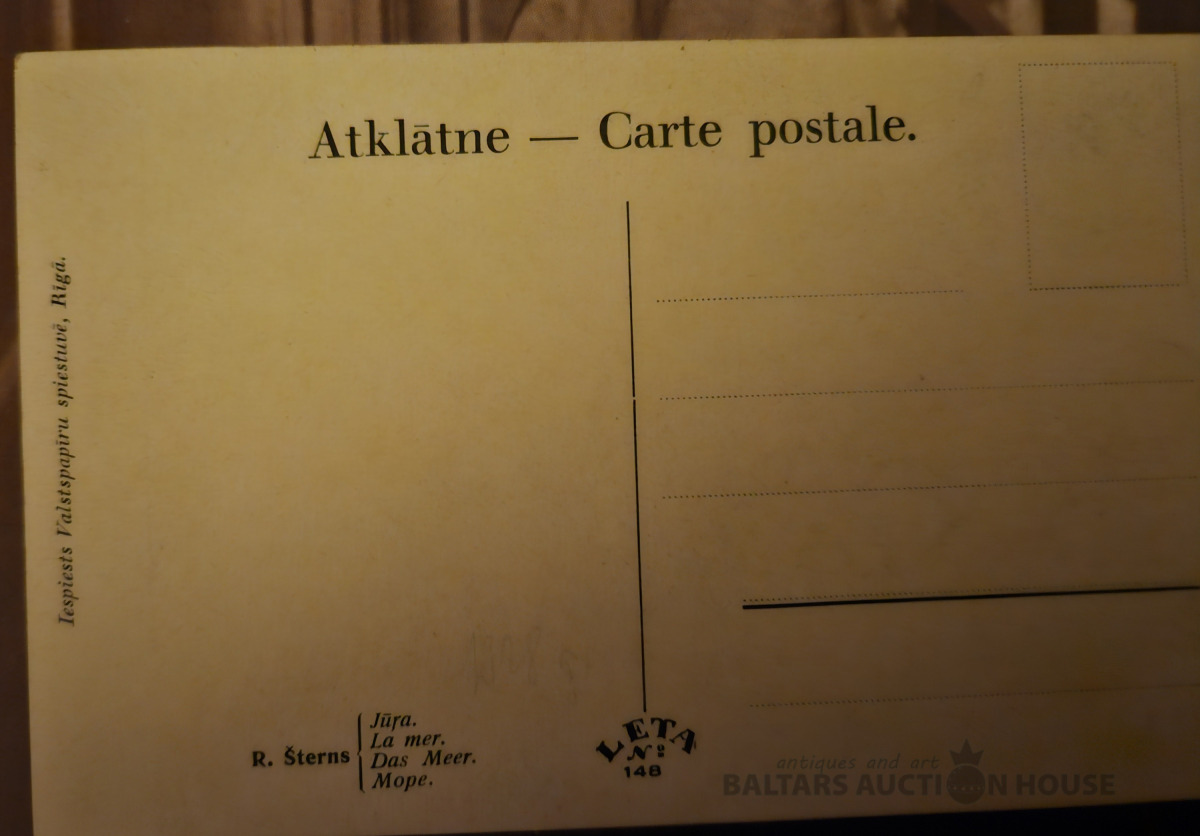 Atklātne — Carte postale.
Iespiests Valstspapīru spiestuvē, Rīgā.
R. Šterns
Jūŗa.
La mer.
Das Meer.
Море.
LETA
№
148
antiques and art
BALTARS AUCTION HOUSE